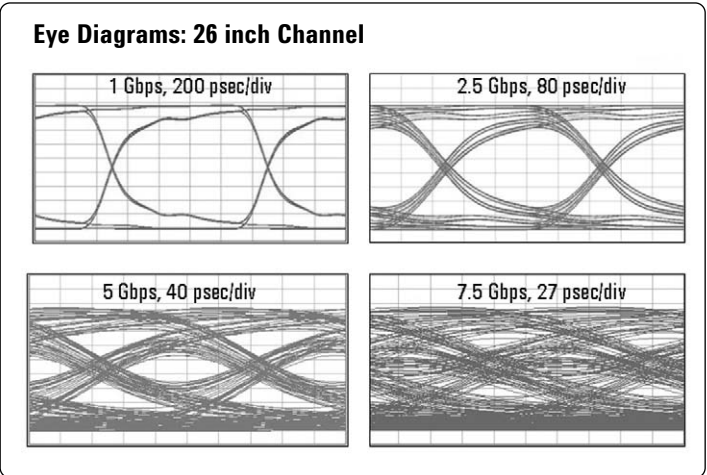 Eye Diagrams: 26 inch Channel
1 Gbps, 200 psec/div
2.5 Gbps, 80 psec/div
5 Gbps, 40 psec/div
7.5 Gbps, 27 psec/div